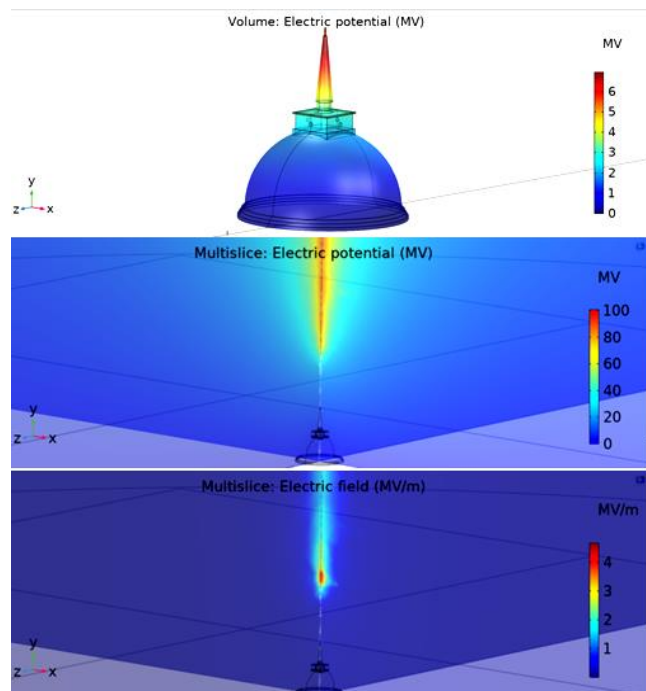 Volume: Electric potential (MV)
MV
6
5
4
3
2
1
0
y
z
x
Multislice: Electric potential (MV)
MV
100
80
60
40
20
0
y
z
x
Multislice: Electric field (MV/m)
MV/m
4
3
2
1
y
z
x